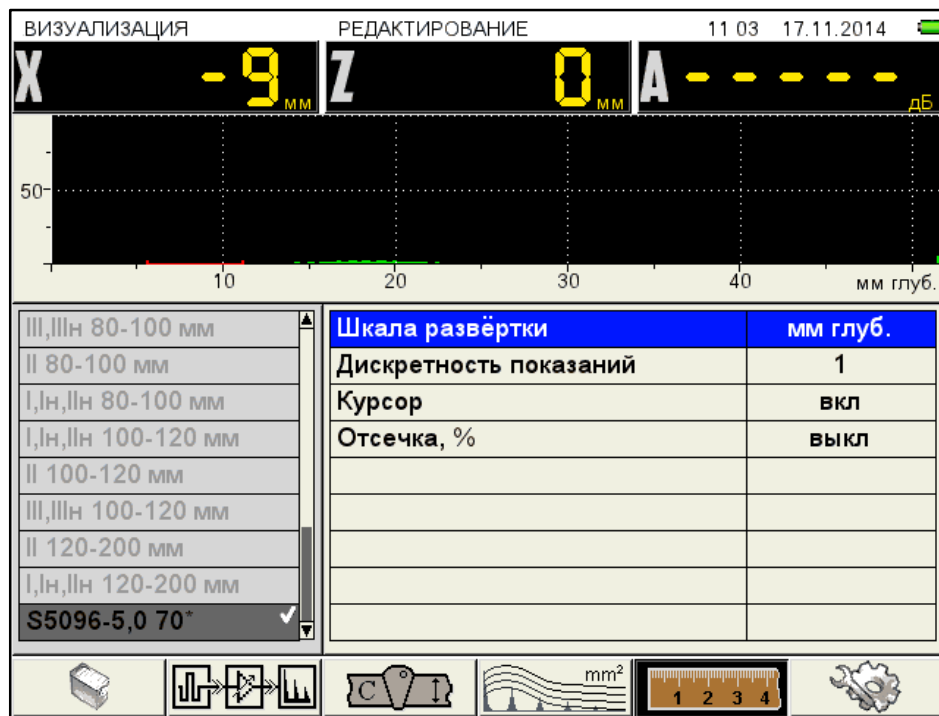 ВИЗУАЛИЗАЦИЯ РЕДАКТИРОВАНИЕ 11 03 17.11.2014
X -9 мм Z 0 мм A - - - - - дБ
50
10 20 30 40 мм глуб.
III,IIIн 80-100 мм Шкала развёртки мм глуб.
II 80-100 мм Дискретность показаний 1
I,Iн,IIн 80-100 мм Курсор вкл
I,Iн,IIн 100-120 мм Отсечка, % выкл
II 100-120 мм
III,IIIн 100-120 мм
II 120-200 мм
I,Iн,IIн 120-200 мм
S5096-5,0 70*
C mm² 1 2 3 4